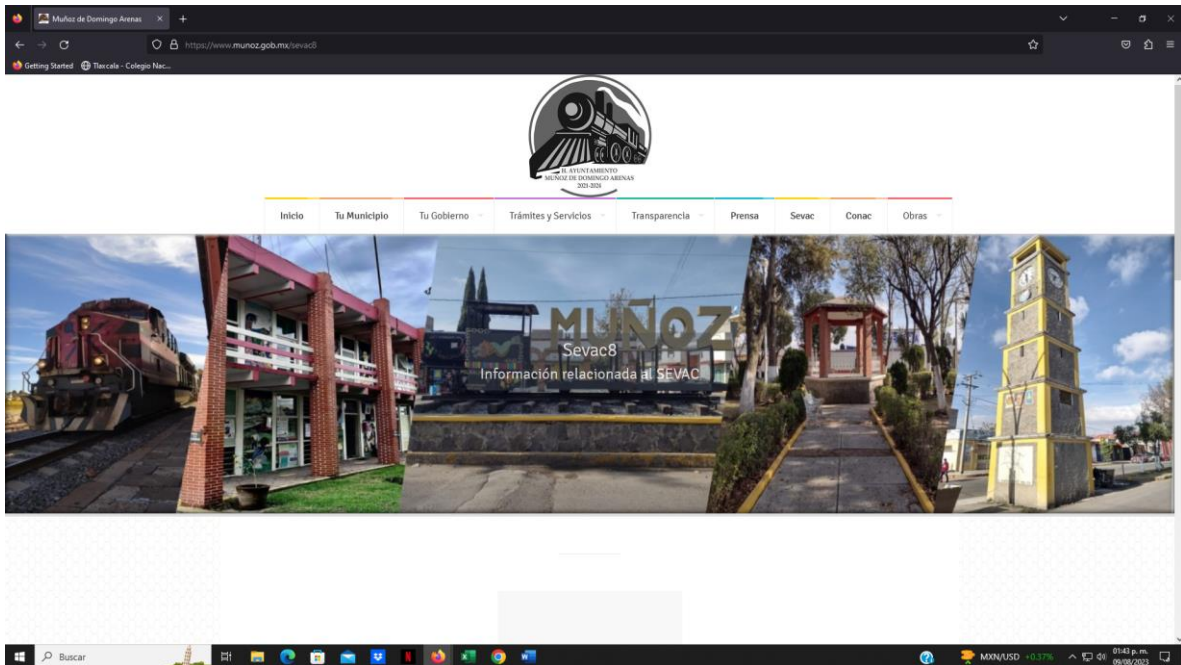 Muñoz de Domingo Arenas
https://www.munoz.gob.mx/sevac8
Getting Started Tlaxcala - Colegio Nac...
H. AYUNTAMIENTO
MUÑOZ DE DOMINGO ARENAS
2021-2024
Inicio Tu Municipio Tu Gobierno Trámites y Servicios Transparencia Prensa Sevac Conac Obras
MUÑOZ
Sevac8
Información relacionada al SEVAC
Buscar
MXN/USD +0.37%
01:43 p. m.
09/08/2023